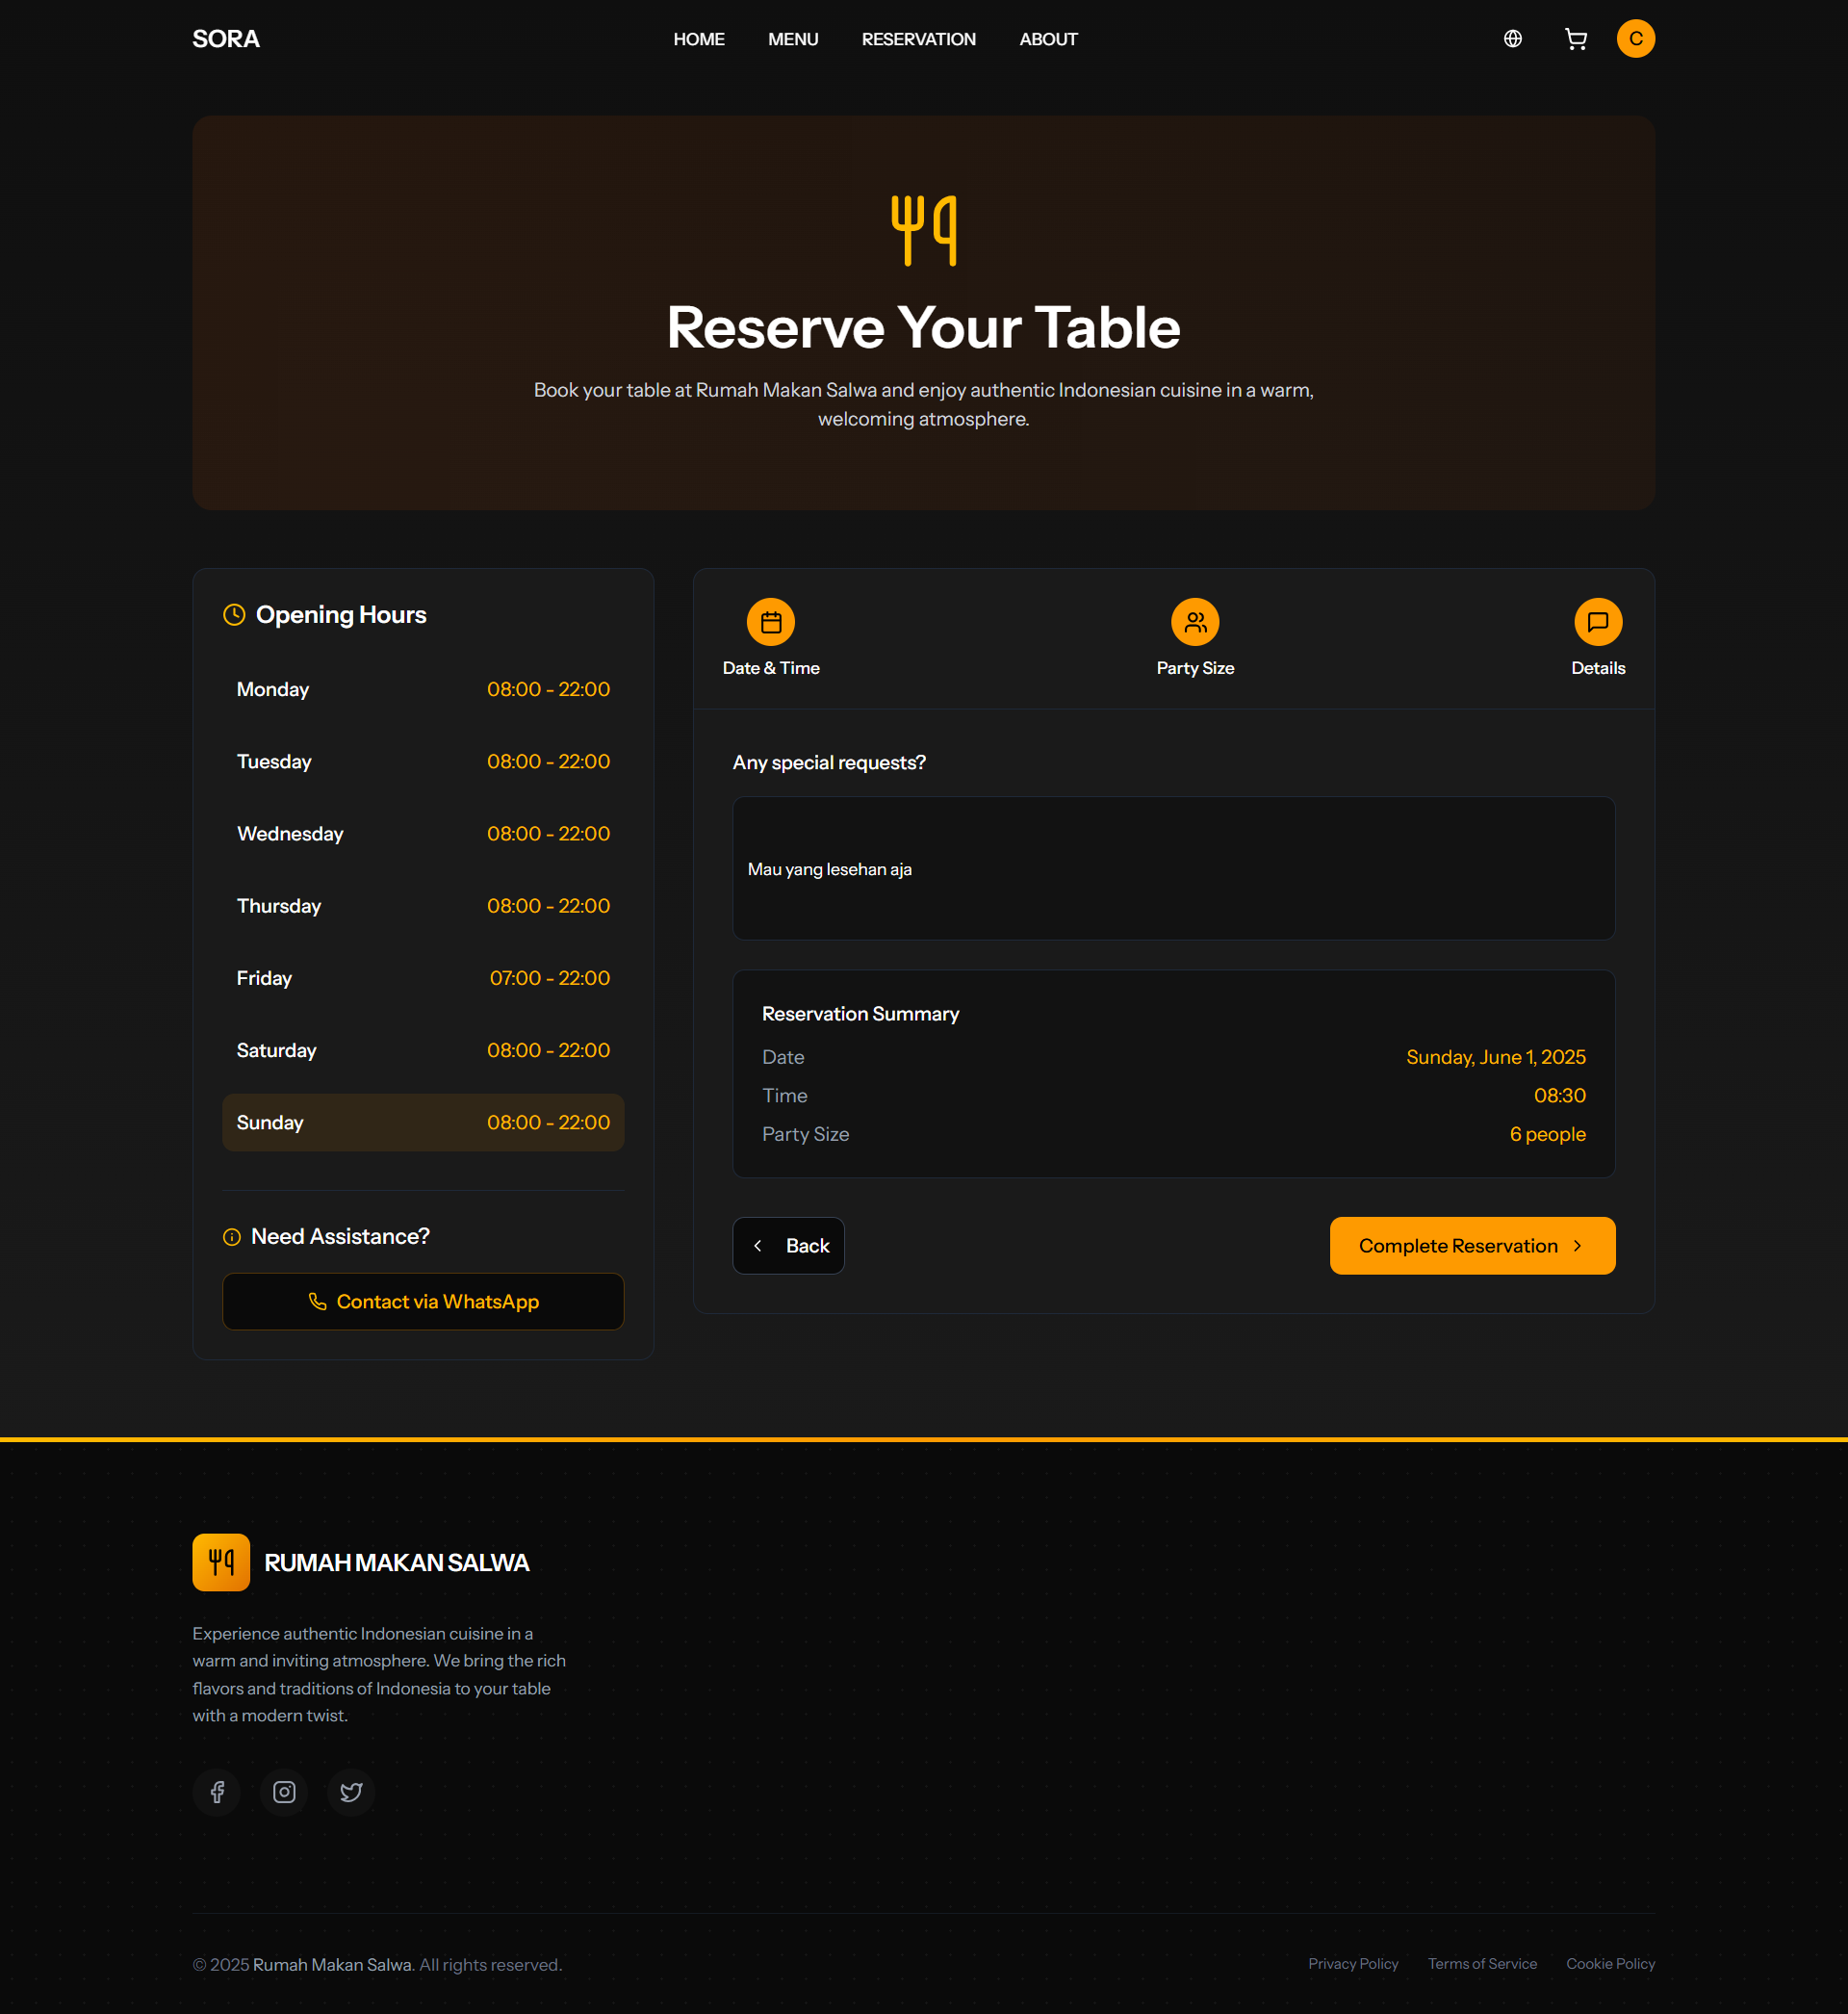 SORA
HOME MENU RESERVATION ABOUT
C
Reserve Your Table
Book your table at Rumah Makan Salwa and enjoy authentic Indonesian cuisine in a warm,
welcoming atmosphere.
Opening Hours
Monday 08:00 - 22:00
Tuesday 08:00 - 22:00
Wednesday 08:00 - 22:00
Thursday 08:00 - 22:00
Friday 07:00 - 22:00
Saturday 08:00 - 22:00
Sunday 08:00 - 22:00
Need Assistance?
Contact via WhatsApp
Date & Time Party Size Details
Any special requests?
Mau yang lesehan aja
Reservation Summary
Date Sunday, June 1, 2025
Time 08:30
Party Size 6 people
Back Complete Reservation
RUMAH MAKAN SALWA
Experience authentic Indonesian cuisine in a
warm and inviting atmosphere. We bring the rich
flavors and traditions of Indonesia to your table
with a modern twist.
© 2025 Rumah Makan Salwa. All rights reserved.
Privacy Policy Terms of Service Cookie Policy